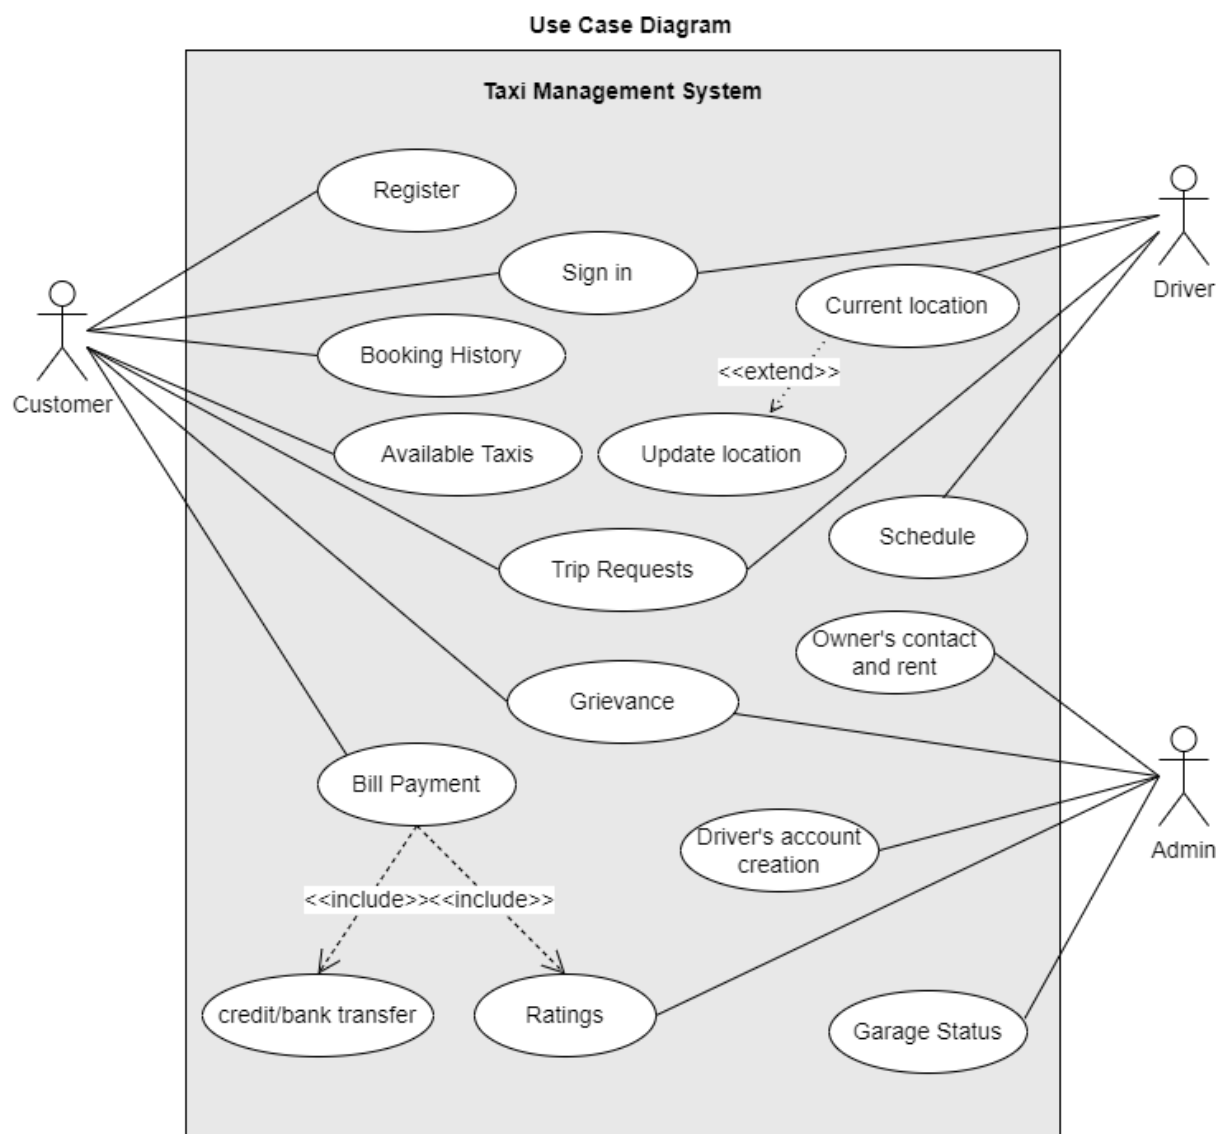 Use Case Diagram
Taxi Management System
Register
Sign in
Current location
Driver
Customer
Booking History
<<extend>>
Available Taxis
Update location
Schedule
Trip Requests
Owner's contact
and rent
Grievance
Bill Payment
Driver's account
creation
Admin
<<include>>
<<include>>
credit/bank transfer
Ratings
Garage Status